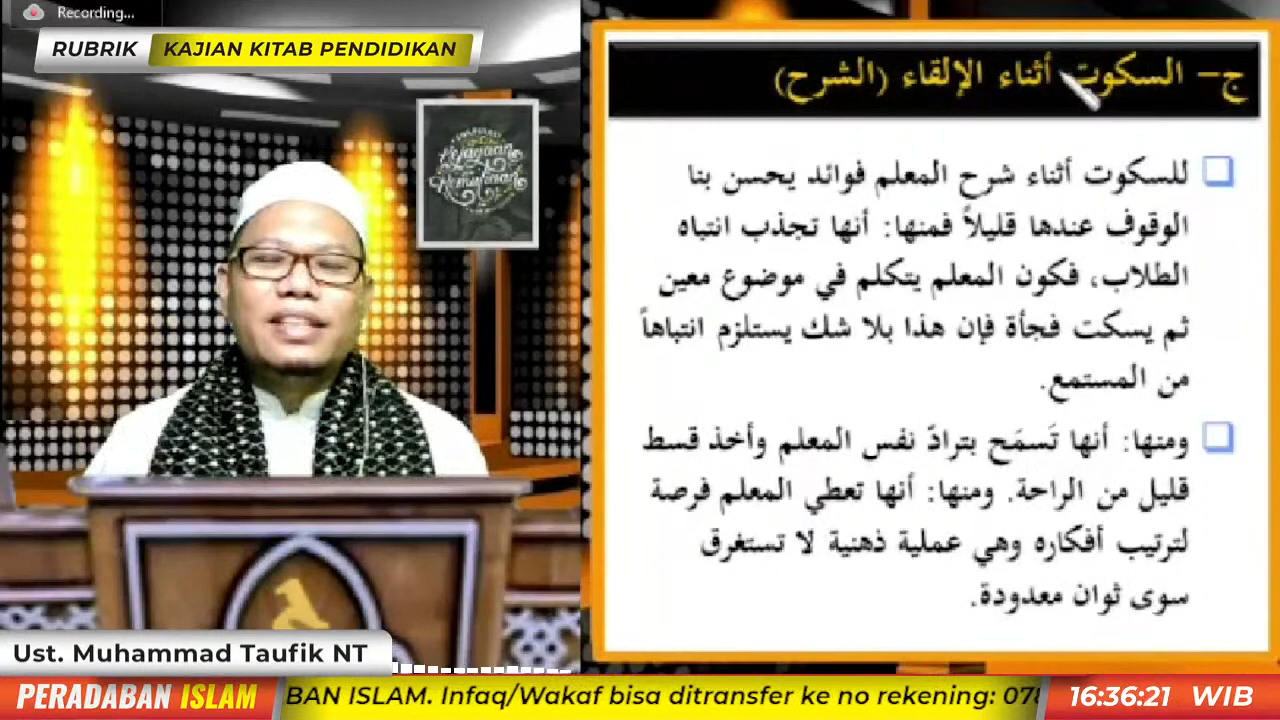 Recording...
RUBRIK KAJIAN KITAB PENDIDIKAN
ج- السكوت أثناء الإلقاء (الشرح)
للسكوت أثناء شرح المعلم فوائد يحسن بنا
الوقوف عندها قليلاً فمنها: أنها تجذب انتباه
الطلاب، فكون المعلم يتكلم في موضوع معين
ثم يسكت فجأة فإن هذا بلا شك يستلزم انتباهاً
من المستمع.
ومنها: أنها تَسمَح بترادّ نفس المعلم وأخذ قسط
قليل من الراحة. ومنها: أنها تعطي المعلم فرصة
لترتيب أفكاره وهي عملية ذهنية لا تستغرق
سوى ثوان معدودة.
Ust. Muhammad Taufik NT
PERADABAN ISLAM
BAN ISLAM. Infaq/Wakaf bisa ditransfer ke no rekening: 078
16:36:21 WIB